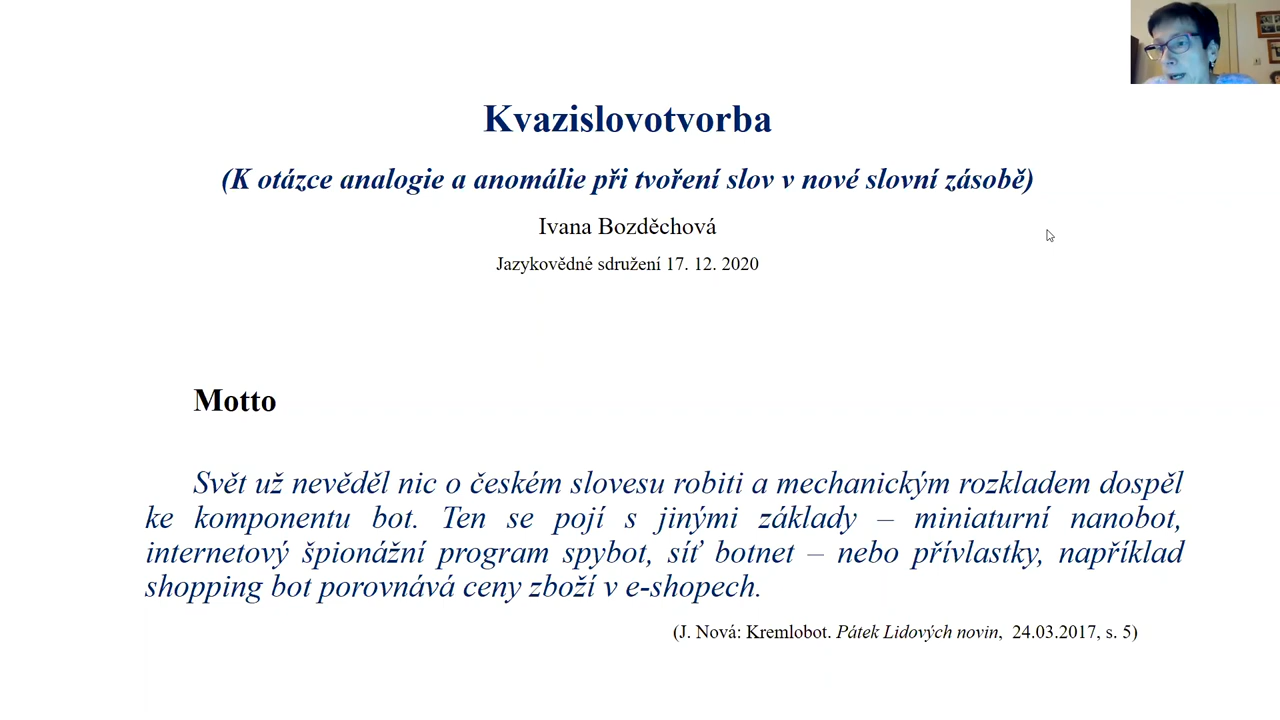 Kvazislovotvorba
(K otázce analogie a anomálie při tvoření slov v nové slovní zásobě)
Ivana Bozděchová
Jazykovědné sdružení 17. 12. 2020
Motto
Svět už nevěděl nic o českém slovesu robiti a mechanickým rozkladem dospěl
ke komponentu bot. Ten se pojí s jinými základy – miniaturní nanobot,
internetový špionážní program spybot, síť botnet – nebo přívlastky, například
shopping bot porovnává ceny zboží v e-shopech.
(J. Nová: Kremlobot. Pátek Lidových novin, 24.03.2017, s. 5)